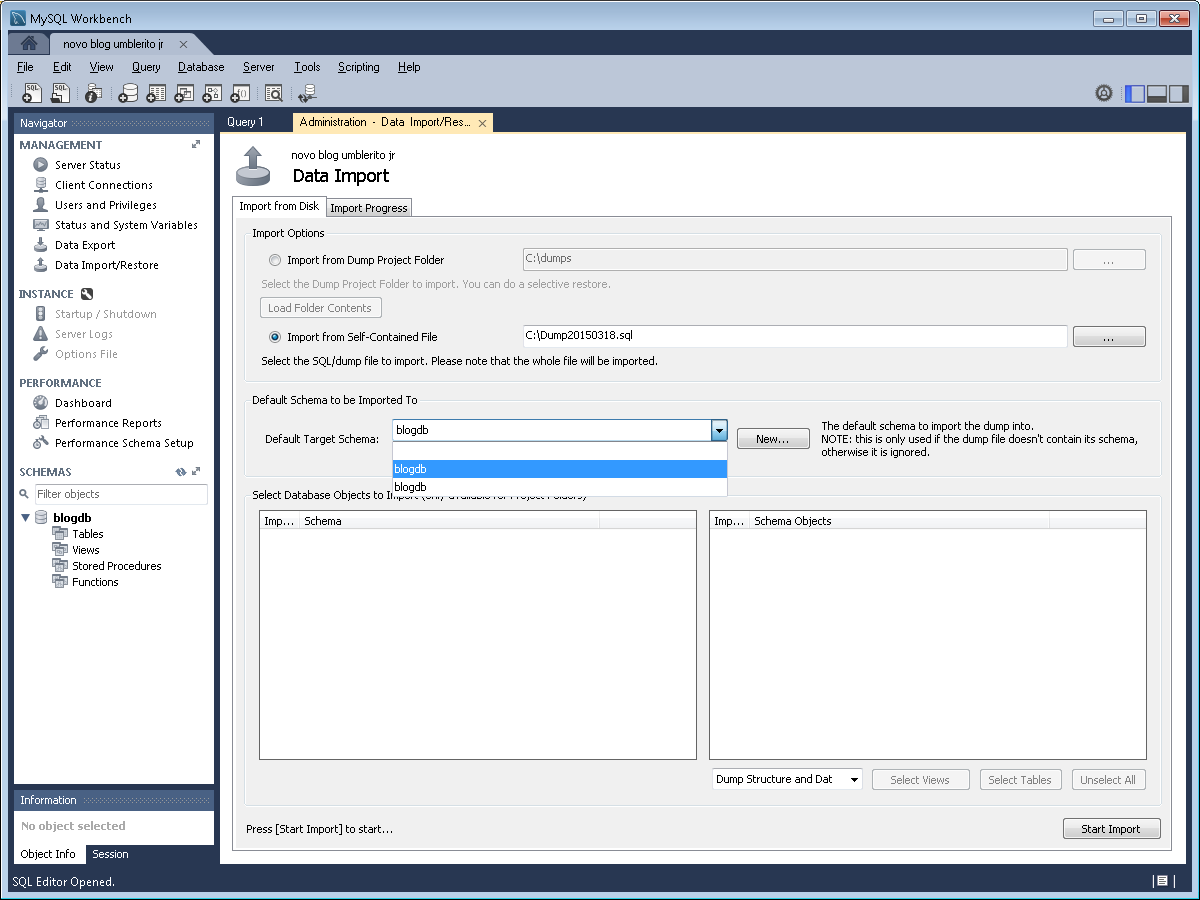 MySQL Workbench
novo blog umblerito jr
File Edit View Query Database Server Tools Scripting Help
SQL SQL
Navigator
MANAGEMENT
Server Status
Client Connections
Users and Privileges
Status and System Variables
Data Export
Data Import/Restore
INSTANCE
Startup / Shutdown
Server Logs
Options File
PERFORMANCE
Dashboard
Performance Reports
Performance Schema Setup
SCHEMAS
Filter objects
blogdb
Tables
Views
Stored Procedures
Functions
Information
No object selected
Object Info Session
SQL Editor Opened.
Query 1 Administration - Data Import/Res...
novo blog umblerito jr
Data Import
Import from Disk Import Progress
Import Options
Import from Dump Project Folder C:\dumps ...
Select the Dump Project Folder to import. You can do a selective restore.
Load Folder Contents
Import from Self-Contained File C:\Dump20150318.sql ...
Select the SQL/dump file to import. Please note that the whole file will be imported.
Default Schema to be Imported To
Default Target Schema: blogdb New...
The default schema to import the dump into.
NOTE: this is only used if the dump file doesn't contain its schema,
otherwise it is ignored.
blogdb
blogdb
Select Database Objects to Import (only available for Project Folders)
Imp... Schema Imp... Schema Objects
Dump Structure and Dat Select Views Select Tables Unselect All
Press [Start Import] to start... Start Import